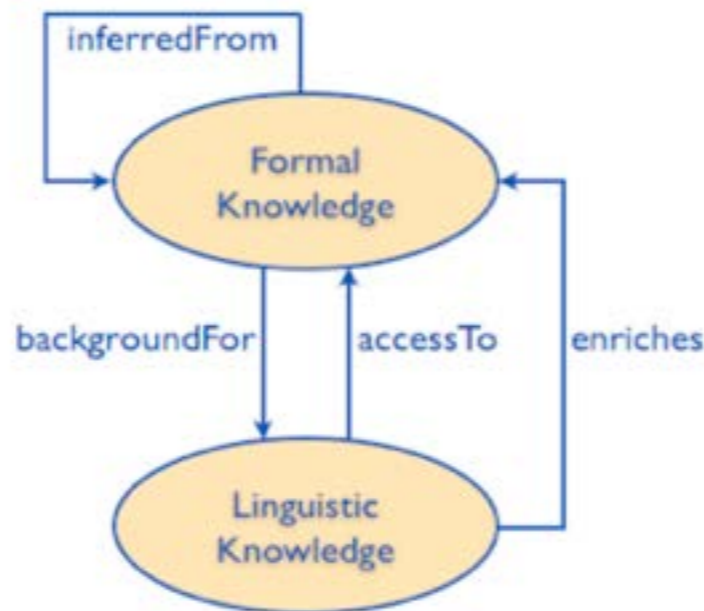 inferredFrom
Formal
Knowledge
backgroundFor
accessTo
enriches
Linguistic
Knowledge